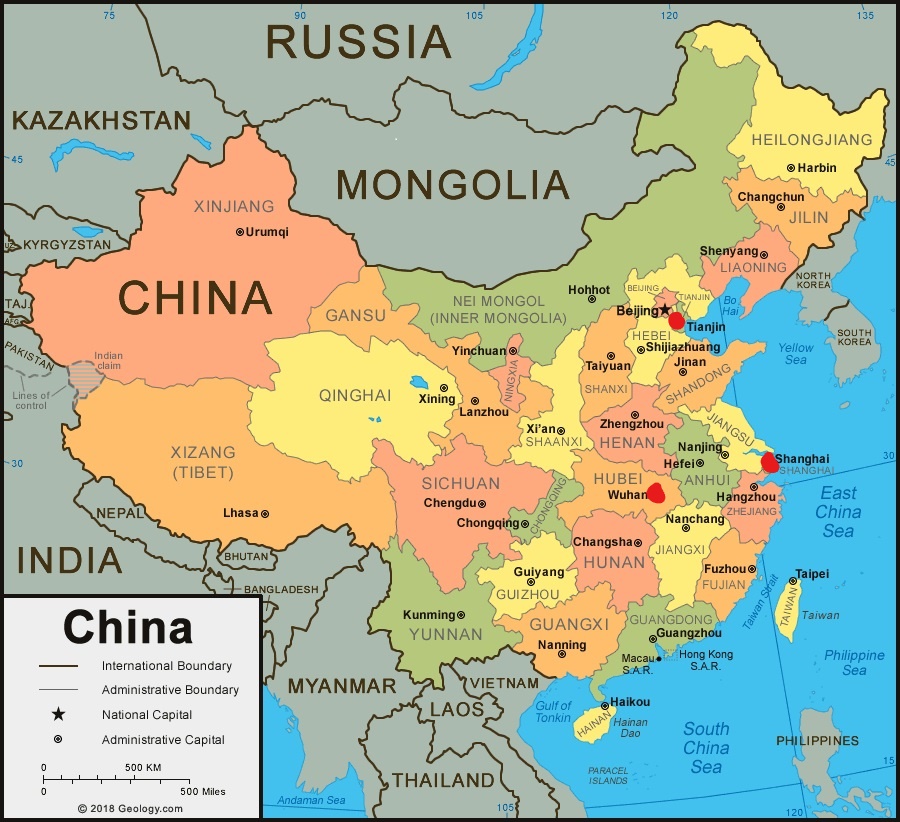 75
90
105
120
135
RUSSIA
KAZAKHSTAN
45
45
MONGOLIA
HEILONGJIANG
Harbin
Changchun
JILIN
XINJIANG
Urumqi
UZ
KYRGYZSTAN
Shenyang
LIAONING
NORTH
KOREA
CHINA
TAJ.
AFG
PAKISTAN
Hohhot
NEI MONGOL
(INNER MONGOLIA)
GANSU
BEIJING
TIANJIN
Bo
Hai
Beijing
Tianjin
HEBEI
Shijiazhuang
SOUTH
KOREA
Yellow
Sea
Indian
claim
Lines of
control
Yinchuan
NINGXIA
Taiyuan
SHANXI
Jinan
SHANDONG
QINGHAI
Xining
Lanzhou
Xi'an
SHAANXI
Zhengzhou
HENAN
JIANGSU
Nanjing
Hefei
ANHUI
Shanghai
SHANGHAI
30
30
XIZANG
(TIBET)
Lhasa
SICHUAN
Chengdu
Chongqing
CHONGQING
HUBEI
Wuhan
Hangzhou
ZHEJIANG
East
China
Sea
NEPAL
INDIA
BHUTAN
BANGLADESH
Changsha
HUNAN
Nanchang
JIANGXI
Fuzhou
FUJIAN
Guiyang
GUIZHOU
Taipei
TAIWAN
Taiwan
Taiwan Strait
Kunming
YUNNAN
GUANGXI
Nanning
GUANGDONG
Guangzhou
Macau
S.A.R.
Hong Kong
S.A.R.
Philippine
Sea
MYANMAR
VIETNAM
LAOS
Gulf of
Tonkin
Haikou
HAINAN
Hainan
Dao
South
China
Sea
PHILIPPINES
PARACEL
ISLANDS
THAILAND
Andaman Sea
105
120
15
China
International Boundary
Administrative Boundary
National Capital
Administrative Capital
0
500 KM
0
500 Miles
© 2018 Geology.com